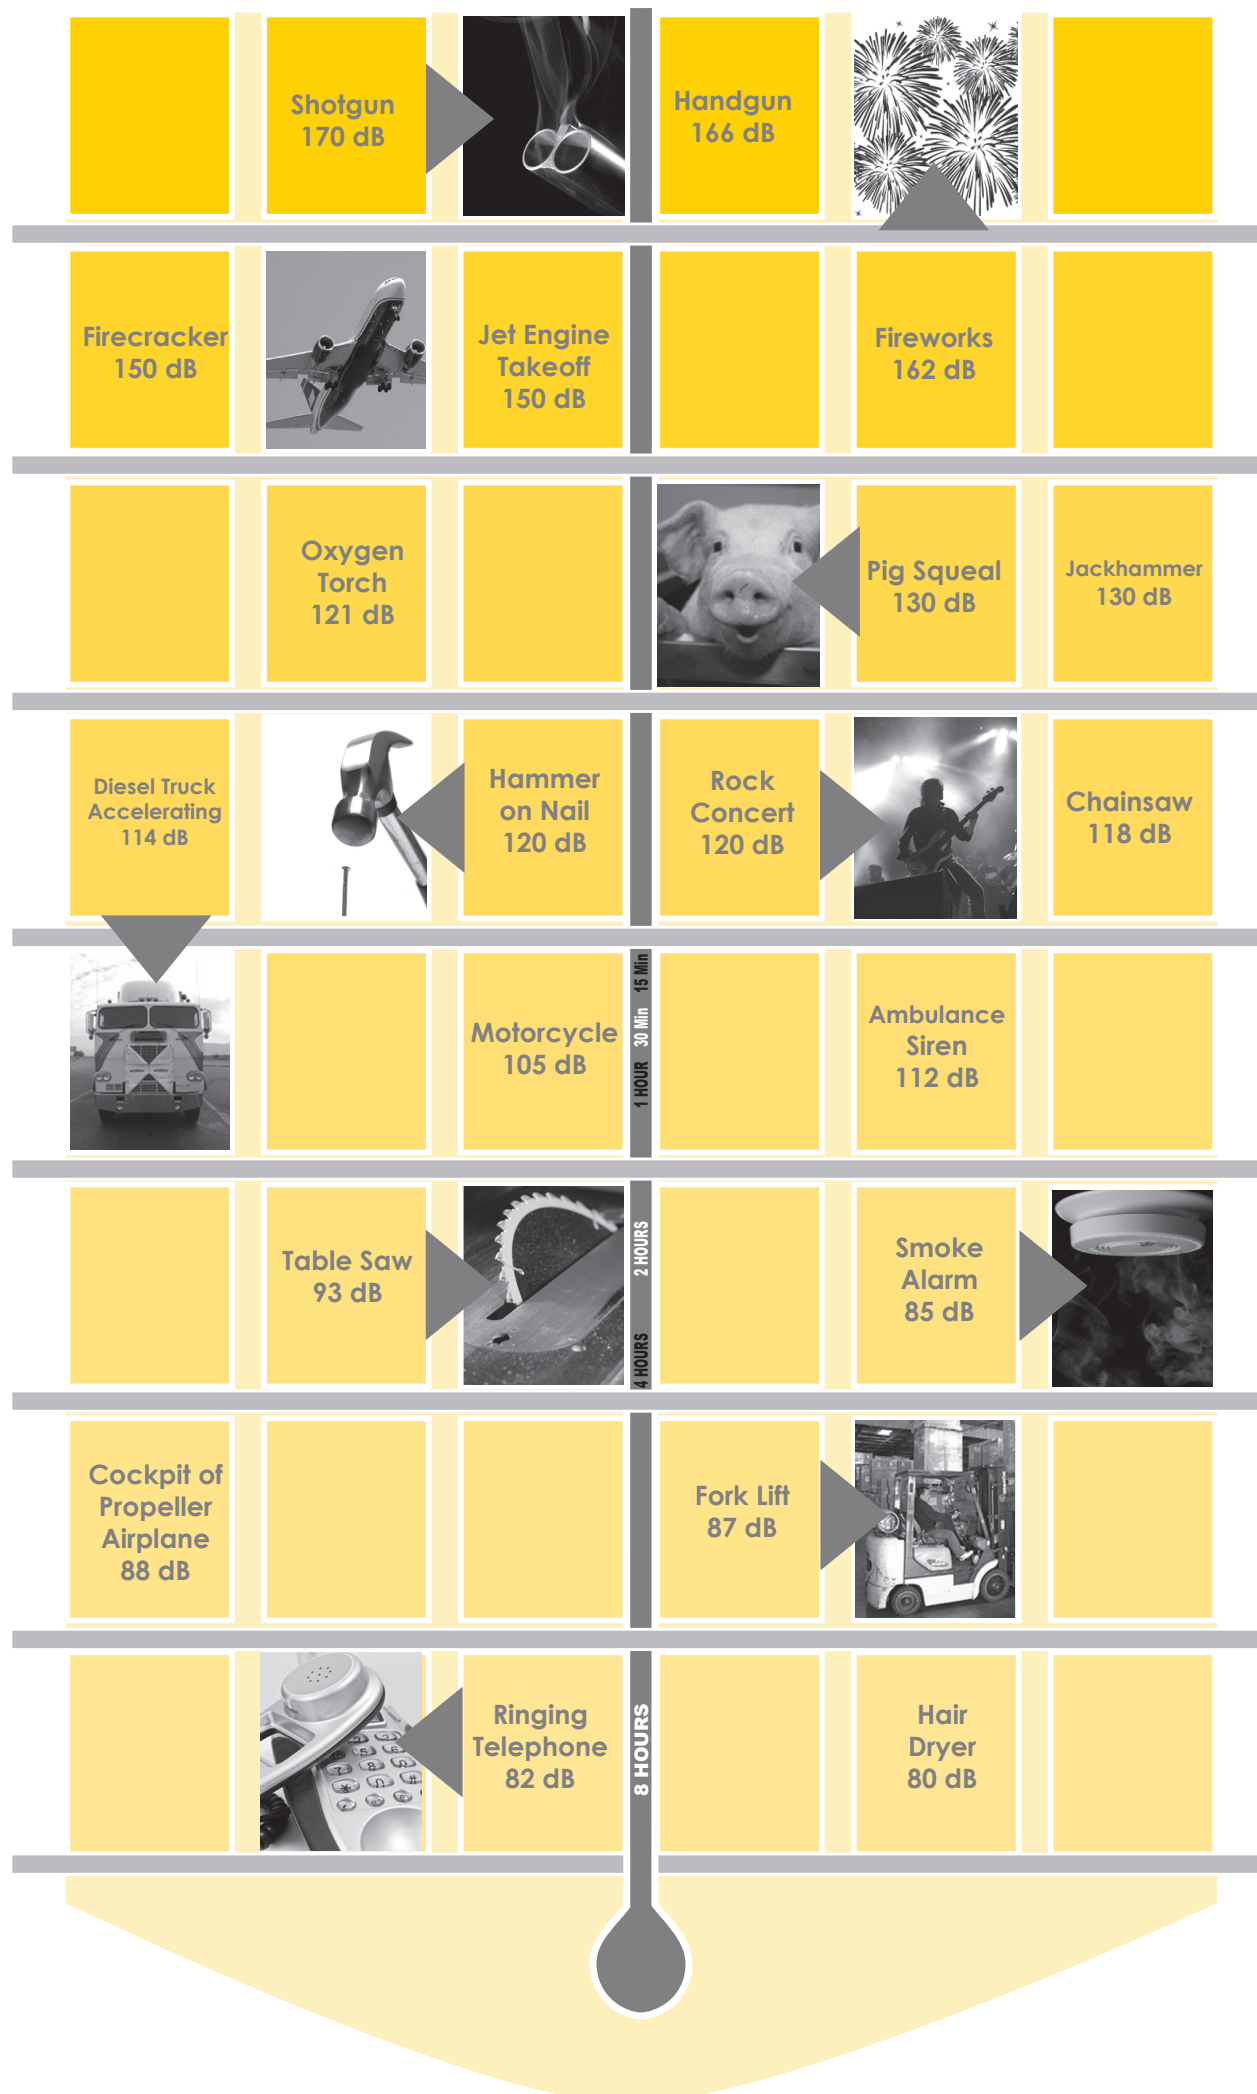 Shotgun
170 dB
Handgun
166 dB
Firecracker
150 dB
Jet Engine
Takeoff
150 dB
Fireworks
162 dB
Oxygen
Torch
121 dB
Pig Squeal
130 dB
Jackhammer
130 dB
Diesel Truck
Accelerating
114 dB
Hammer
on Nail
120 dB
Rock
Concert
120 dB
Chainsaw
118 dB
Motorcycle
105 dB
15 Min
30 Min
1 HOUR
Ambulance
Siren
112 dB
Table Saw
93 dB
2 HOURS
4 HOURS
Smoke
Alarm
85 dB
Cockpit of
Propeller
Airplane
88 dB
Fork Lift
87 dB
Ringing
Telephone
82 dB
8 HOURS
Hair
Dryer
80 dB